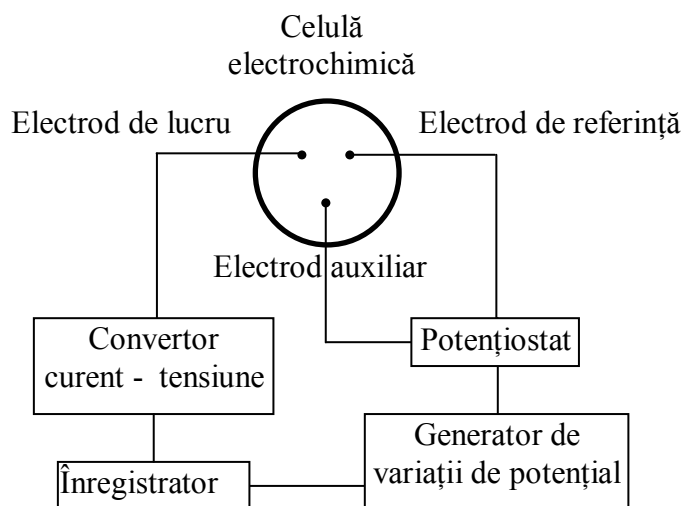 Celulă
electrochimică
Electrod de lucru
Electrod de referință
Electrod auxiliar
Convertor
curent - tensiune
Potențiostat
Generator de
variații de potențial
Înregistrator